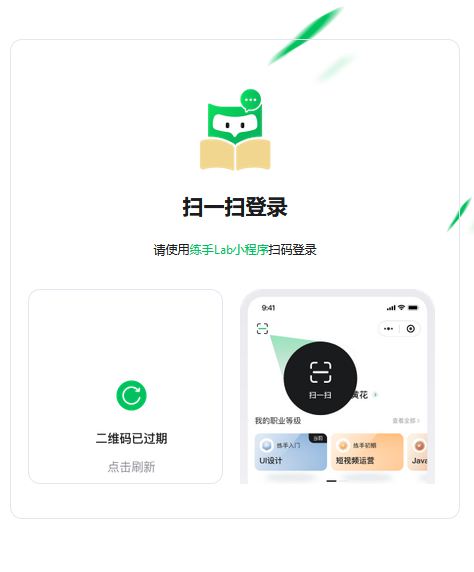 扫一扫登录
请使用练手Lab小程序扫码登录
二维码已过期
点击刷新
9:41
扫一扫
黄花
我的职业等级
查看全部
练手入门
当前
UI设计
练手初阶
短视频运营
Java